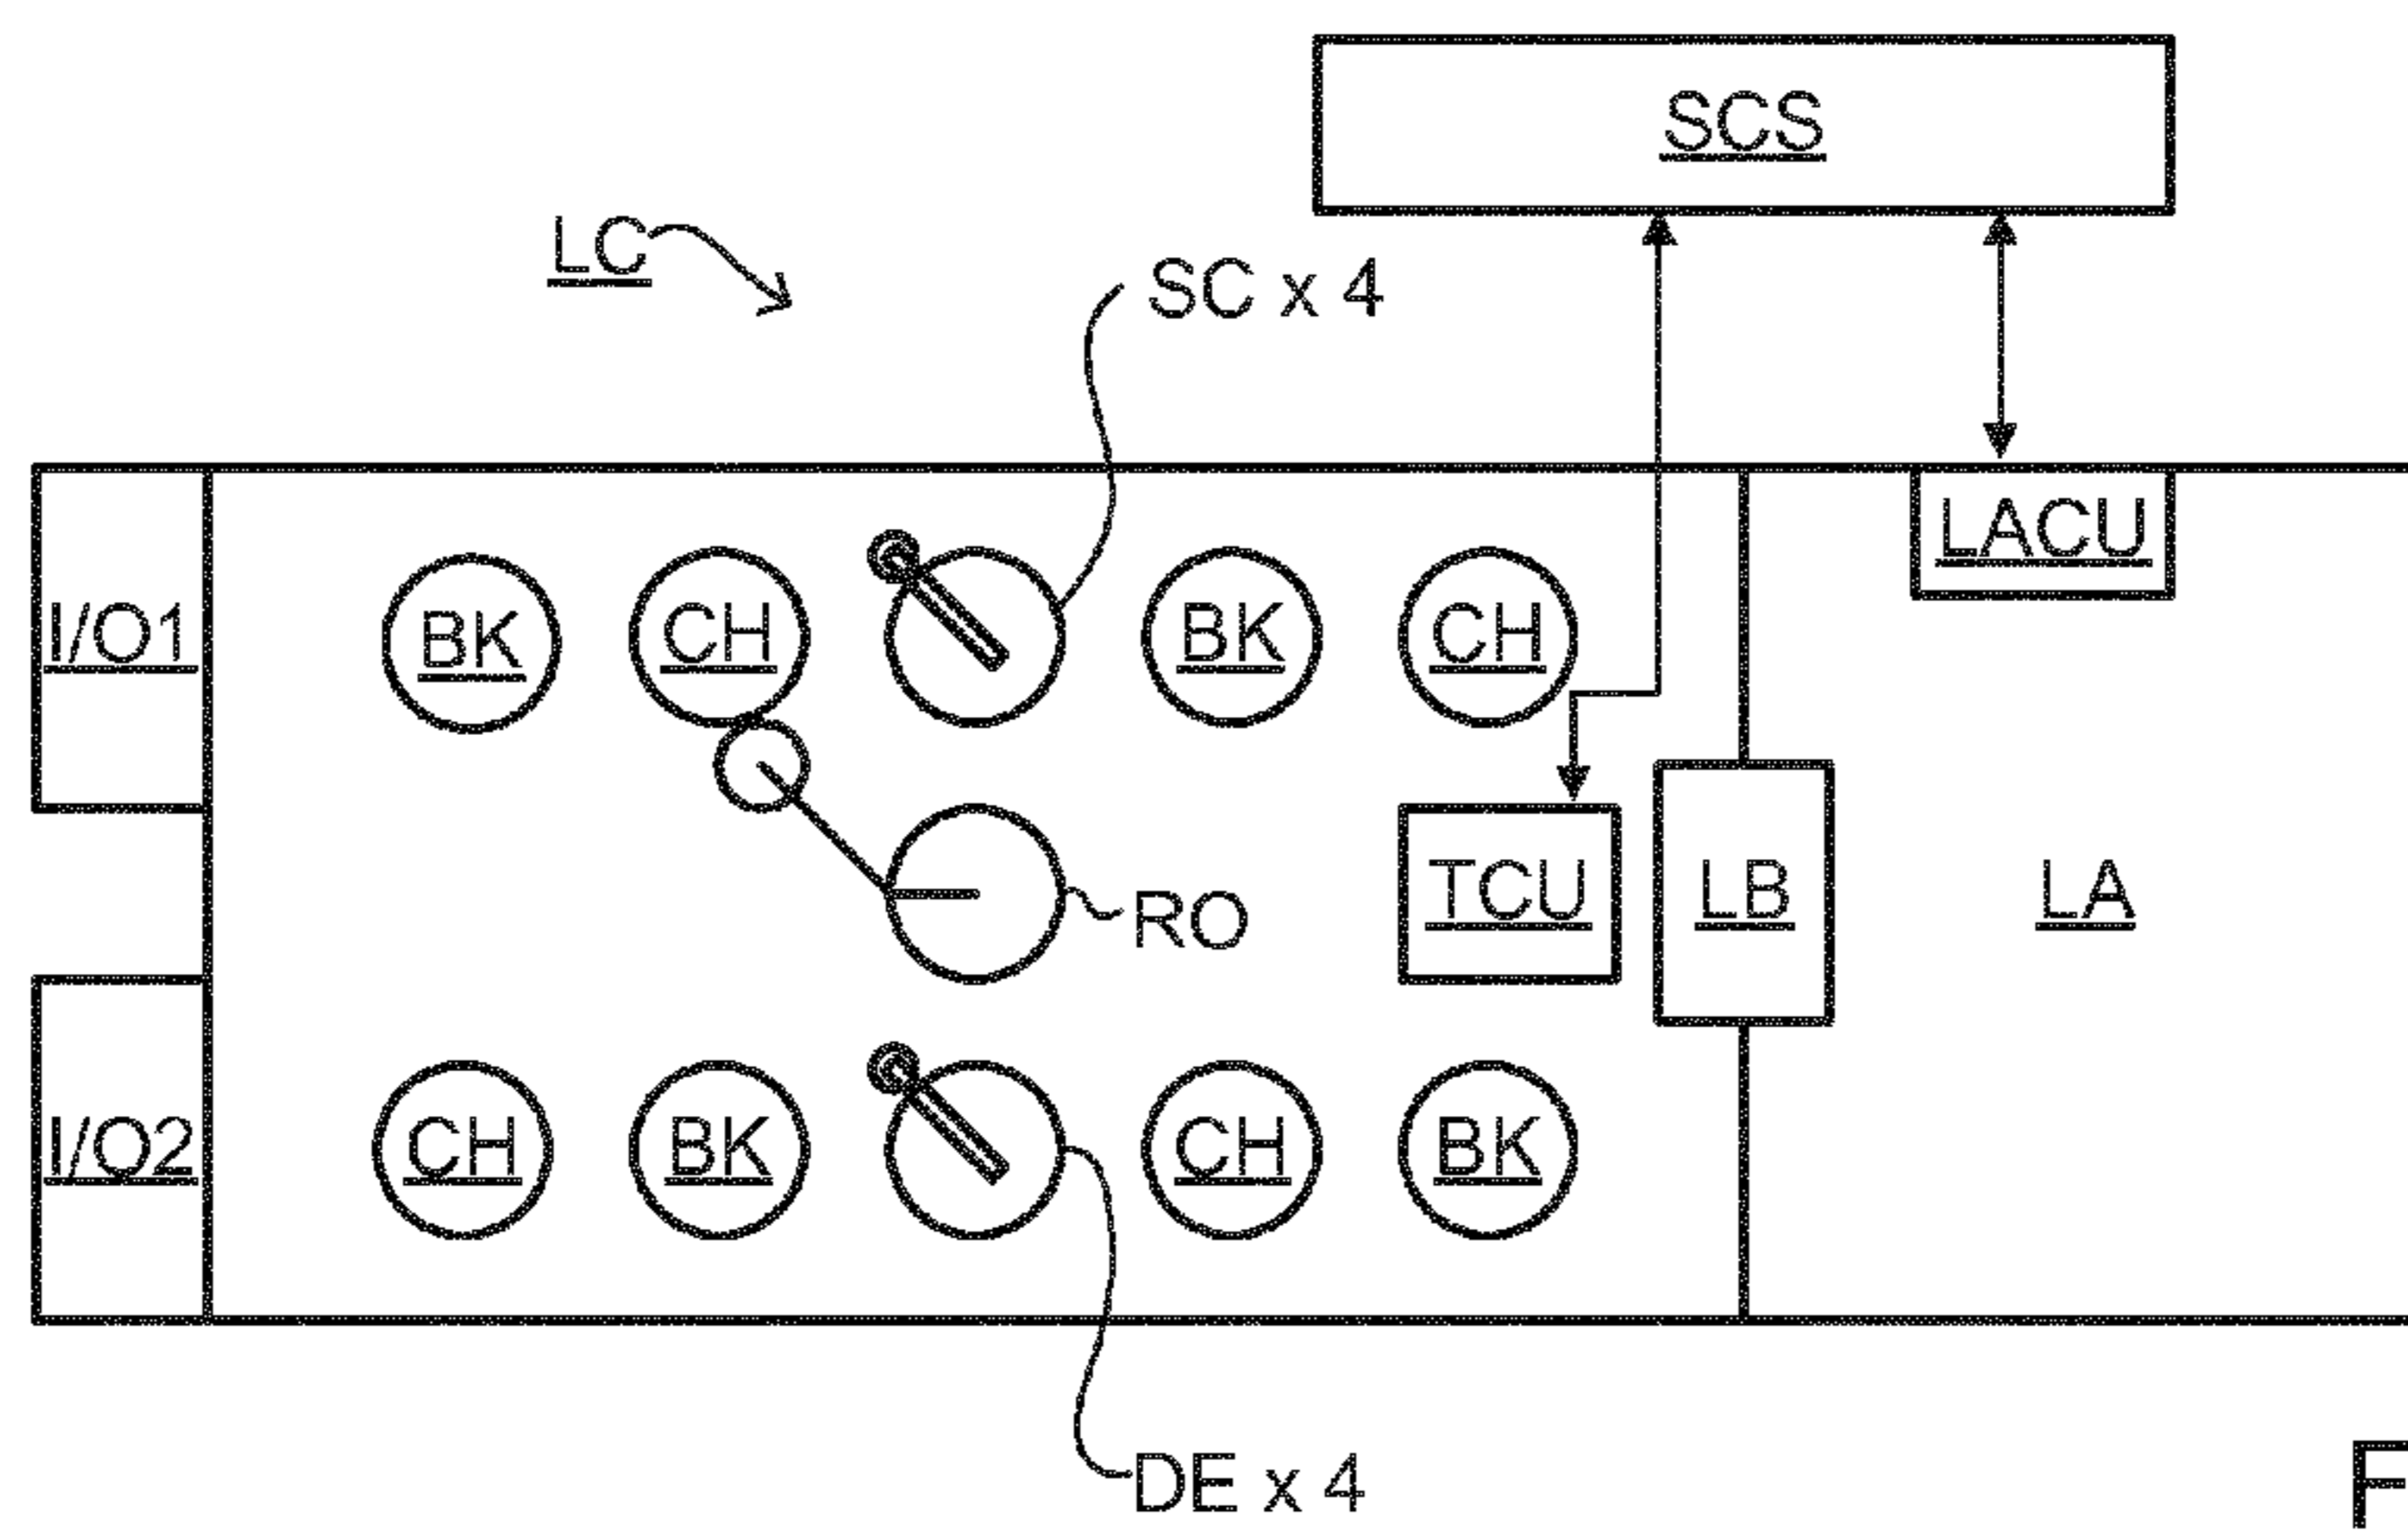 SCS
LC
SC x 4
LACU
I/O1
BK
CH
BK
CH
RO
TCU
LB
LA
I/O2
CH
BK
CH
BK
DE x 4
F